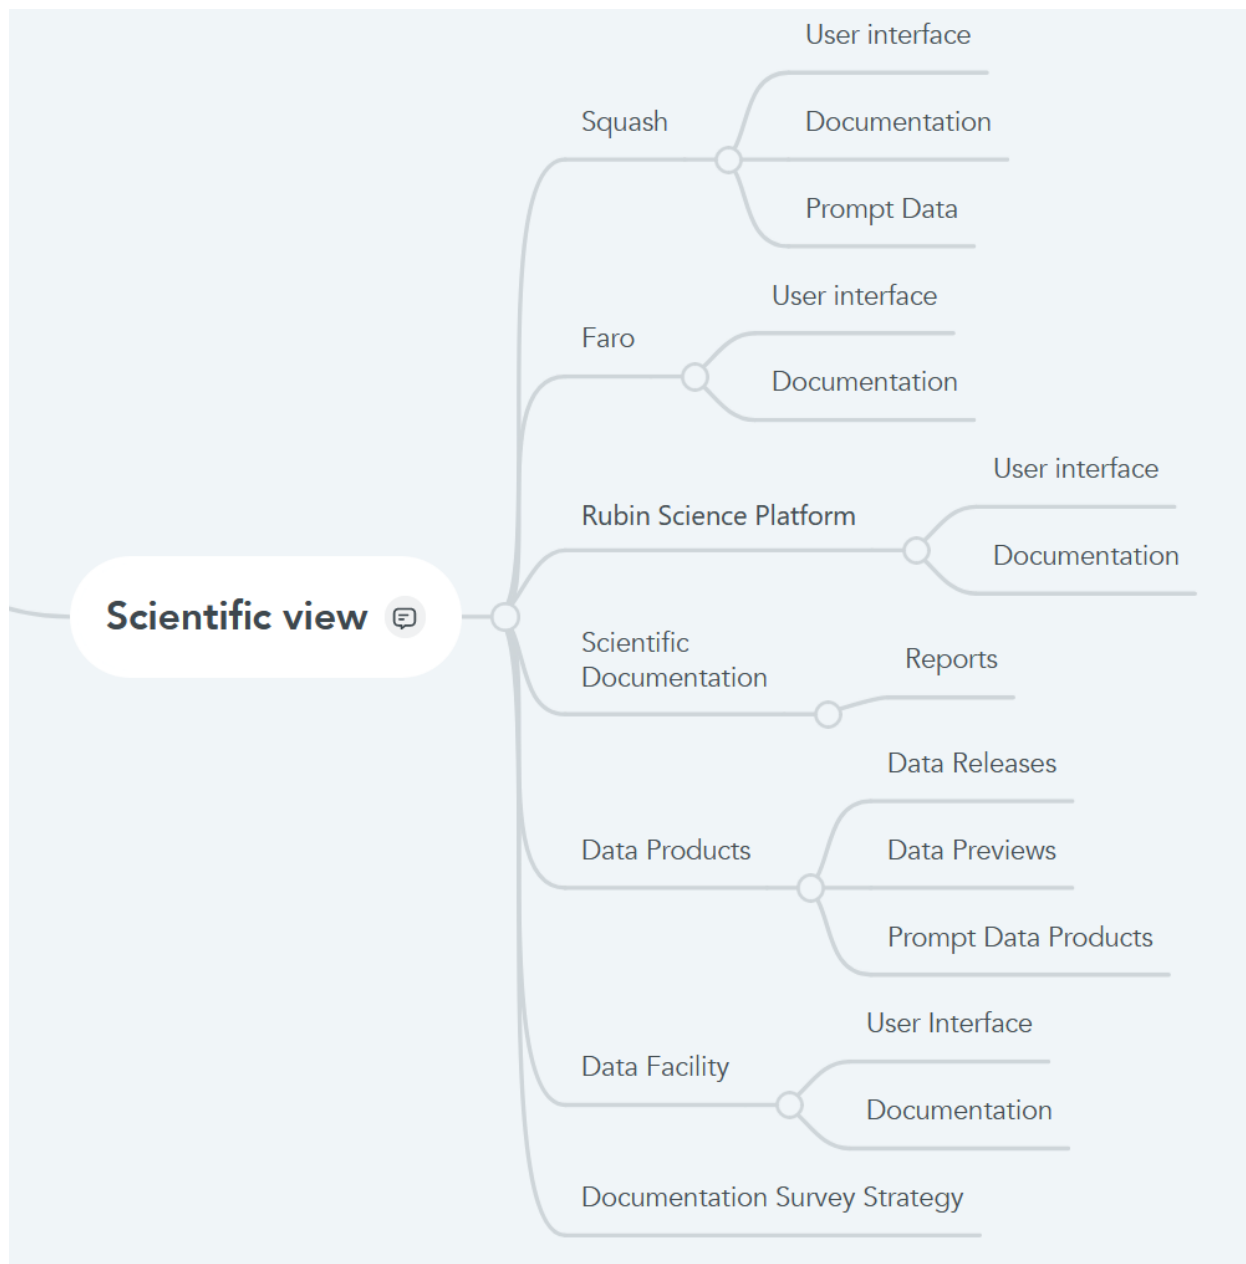 Scientific view
Squash
User interface
Documentation
Prompt Data
Faro
User interface
Documentation
Rubin Science Platform
User interface
Documentation
Scientific
Documentation
Reports
Data Products
Data Releases
Data Previews
Prompt Data Products
Data Facility
User Interface
Documentation
Documentation Survey Strategy